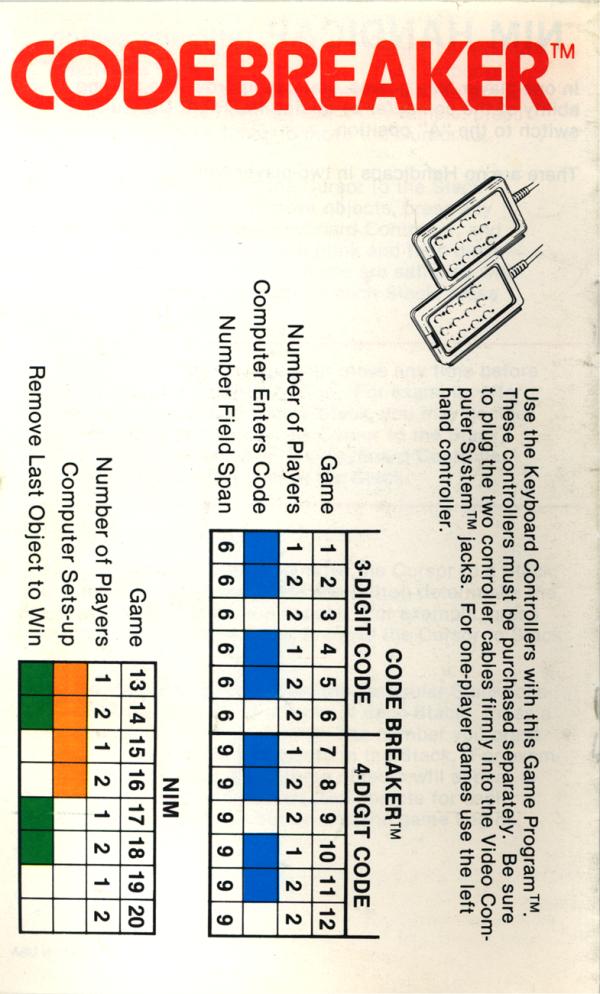 CODEBREAKER™
Use the Keyboard Controllers with this Game Program™.
These controllers must be purchased separately. Be sure
to plug the two controller cables firmly into the Video Com-
puter System™ jacks. For one-player games use the left
hand controller.
CODE BREAKER™
3-DIGIT CODE 4-DIGIT CODE
Game 1 2 3 4 5 6 7 8 9 10 11 12
Number of Players 1 2 2 1 2 2 1 2 2 1 2 2
Computer Enters Code
Number Field Span 6 6 6 6 6 6 9 9 9 9 9 9
NIM
Game 13 14 15 16 17 18 19 20
Number of Players 1 2 1 2 1 2 1 2
Computer Sets-up
Remove Last Object to Win